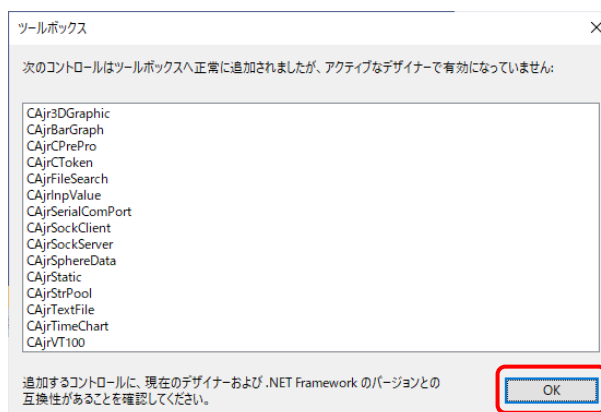 ツールボックス
次のコントロールはツールボックスへ正常に追加されましたが、アクティブなデザイナーで有効になっていません:
CAjr3DGraphic
CAjrBarGraph
CAjrCPrePro
CAjrCToken
CAjrFileSearch
CAjrInpValue
CAjrSerialComPort
CAjrSockClient
CAjrSockServer
CAjrSphereData
CAjrStatic
CAjrStrPool
CAjrTextFile
CAjrTimeChart
CAjrVT100
追加するコントロールに、現在のデザイナーおよび .NET Framework のバージョンとの
互換性があることを確認してください。
OK